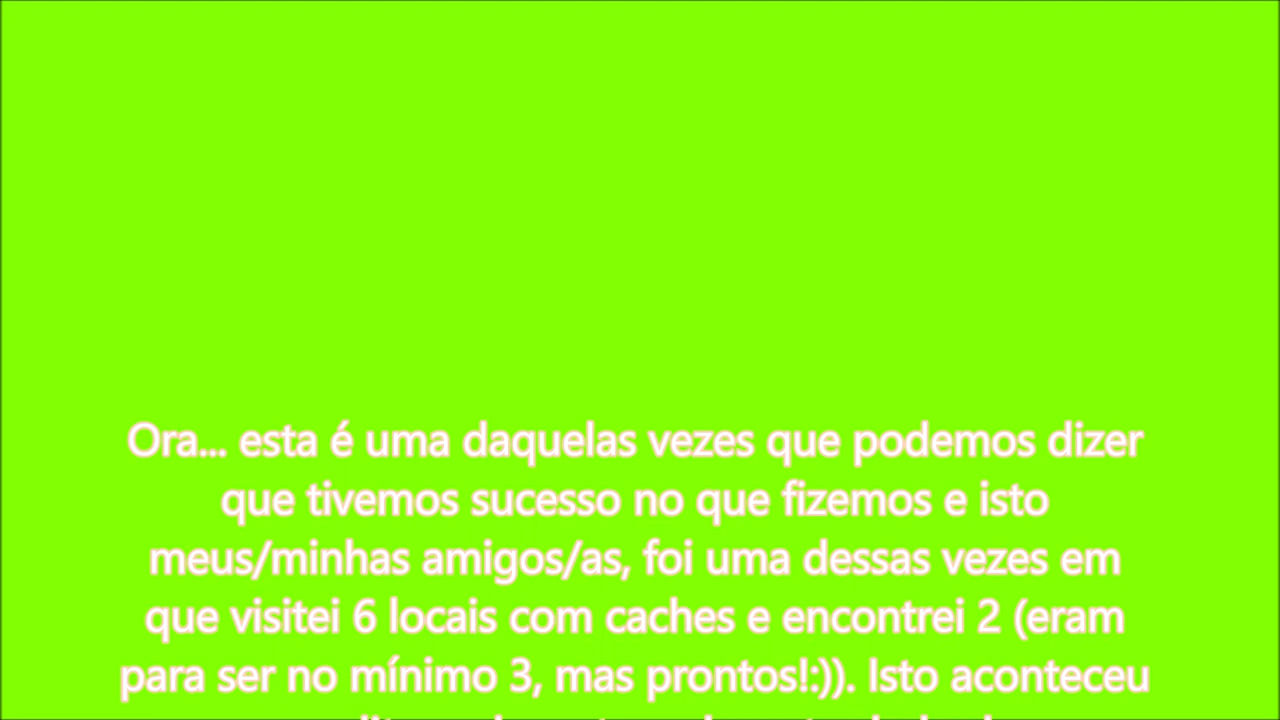 Ora... esta é uma daquelas vezes que podemos dizer
que tivemos sucesso no que fizemos e isto
meus/minhas amigos/as, foi uma dessas vezes em
que visitei 6 locais com caches e encontrei 2 (eram
para ser no mínimo 3, mas prontos!:)). Isto aconteceu